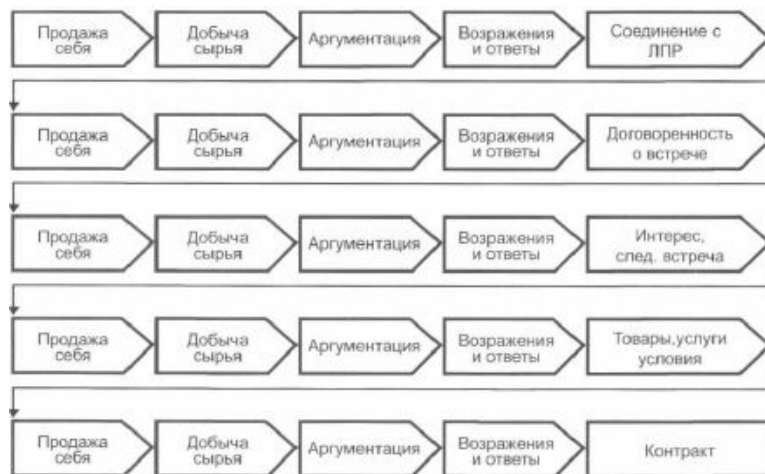 Продажа себя
Добыча сырья
Аргументация
Возражения и ответы
Соединение с ЛПР
Продажа себя
Добыча сырья
Аргументация
Возражения и ответы
Договоренность о встрече
Продажа себя
Добыча сырья
Аргументация
Возражения и ответы
Интерес, след. встреча
Продажа себя
Добыча сырья
Аргументация
Возражения и ответы
Товары,услуги условия
Продажа себя
Добыча сырья
Аргументация
Возражения и ответы
Контракт